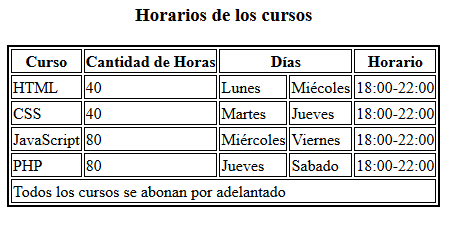 Horarios de los cursos
Curso Cantidad de Horas Días Horario
HTML 40 Lunes Miécoles 18:00-22:00
CSS 40 Martes Jueves 18:00-22:00
JavaScript 80 Miércoles Viernes 18:00-22:00
PHP 80 Jueves Sabado 18:00-22:00
Todos los cursos se abonan por adelantado